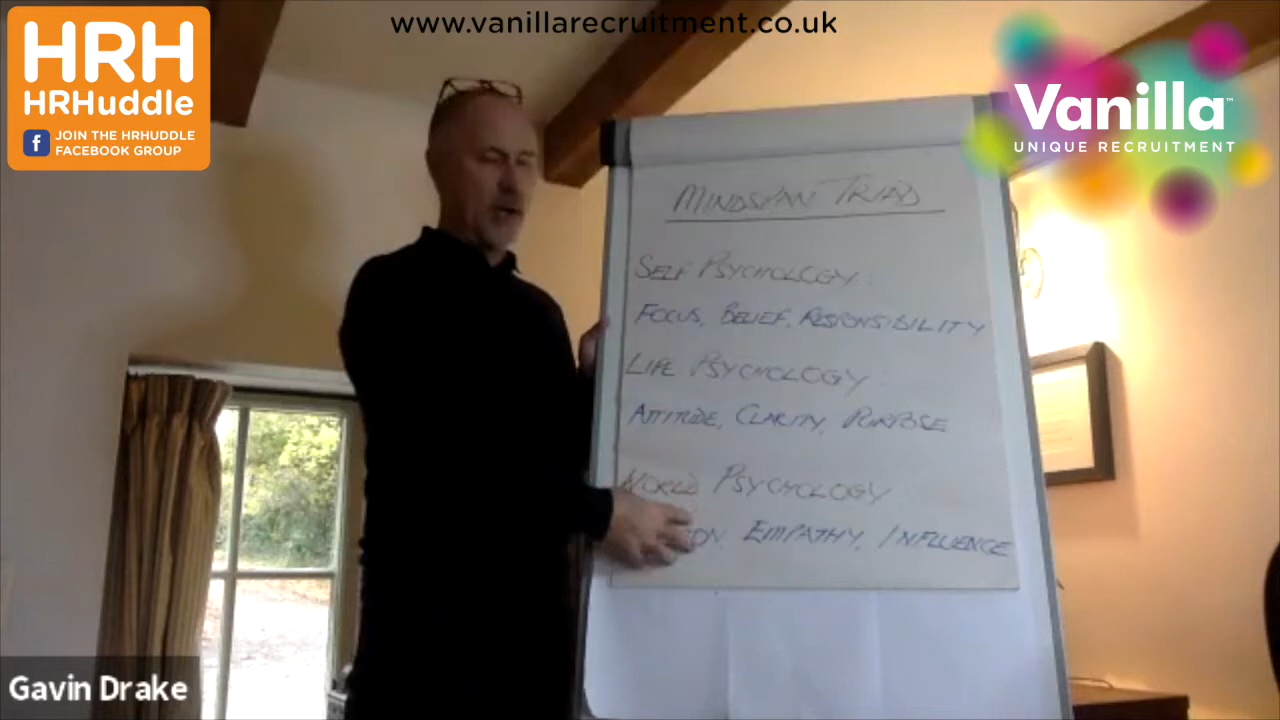 www.vanillarecruitment.co.uk
HRH
HRHuddle
f JOIN THE HRHUDDLE
FACEBOOK GROUP
Vanilla™
UNIQUE RECRUITMENT
MINDSPAN TRIAD
SELF PSYCHOLOGY:
FOCUS, BELIEF, RESPONSIBILITY
LIFE PSYCHOLOGY:
ATTITUDE, CLARITY, PURPOSE
WORLD PSYCHOLOGY
EMPATHY, INFLUENCE
Gavin Drake